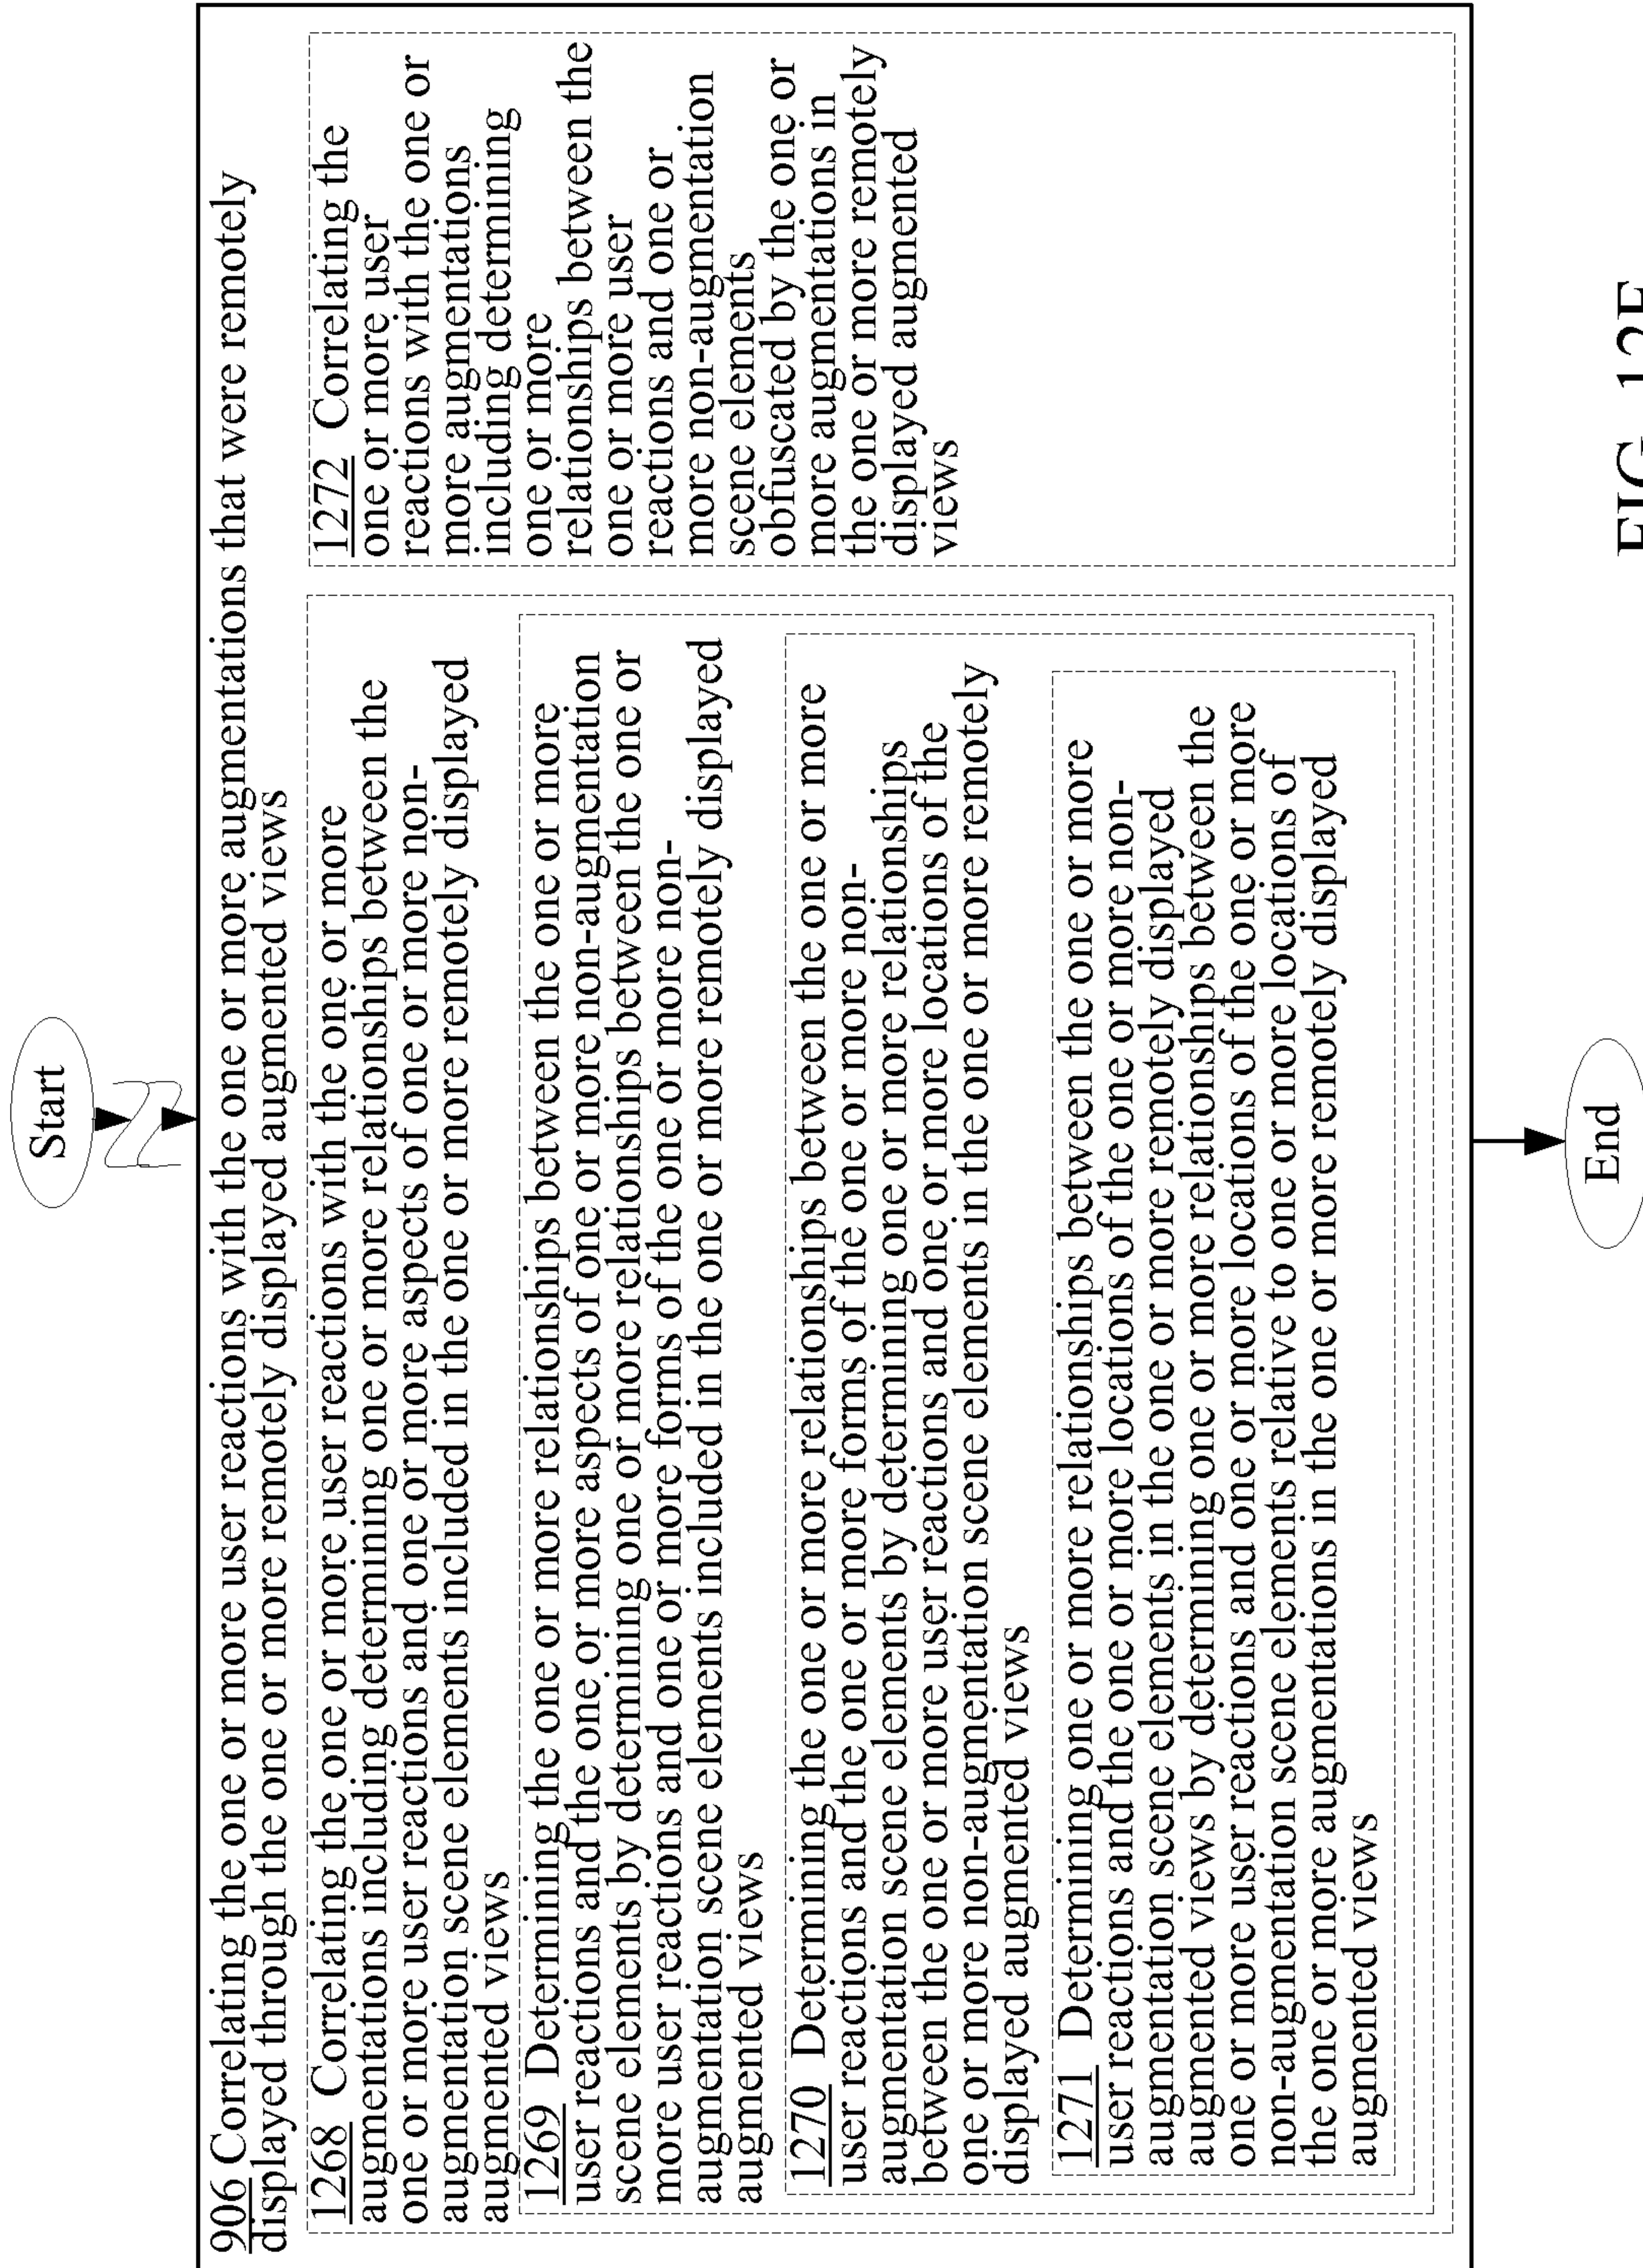 Start
906 Correlating the one or more user reactions with the one or more augmentations that were remotely
displayed through the one or more remotely displayed augmented views
1268 Correlating the one or more user reactions with the one or more
augmentations including determining one or more relationships between the
one or more user reactions and one or more aspects of one or more non-
augmentation scene elements included in the one or more remotely displayed
augmented views
1269 Determining the one or more relationships between the one or more
user reactions and the one or more aspects of one or more non-augmentation
scene elements by determining one or more relationships between the one or
more user reactions and one or more forms of the one or more non-
augmentation scene elements included in the one or more remotely displayed
augmented views
1270 Determining the one or more relationships between the one or more
user reactions and the one or more forms of the one or more non-
augmentation scene elements by determining one or more relationships
between the one or more user reactions and one or more locations of the
one or more non-augmentation scene elements in the one or more remotely
displayed augmented views
1271 Determining one or more relationships between the one or more
user reactions and the one or more locations of the one or more non-
augmentation scene elements in the one or more remotely displayed
augmented views by determining one or more relationships between the
one or more user reactions and one or more locations of the one or more
non-augmentation scene elements relative to one or more locations of
the one or more augmentations in the one or more remotely displayed
augmented views
1272 Correlating the
one or more user
reactions with the one or
more augmentations
including determining
one or more
relationships between the
one or more user
reactions and one or
more non-augmentation
scene elements
obfuscated by the one or
more augmentations in
the one or more remotely
displayed augmented
views
End